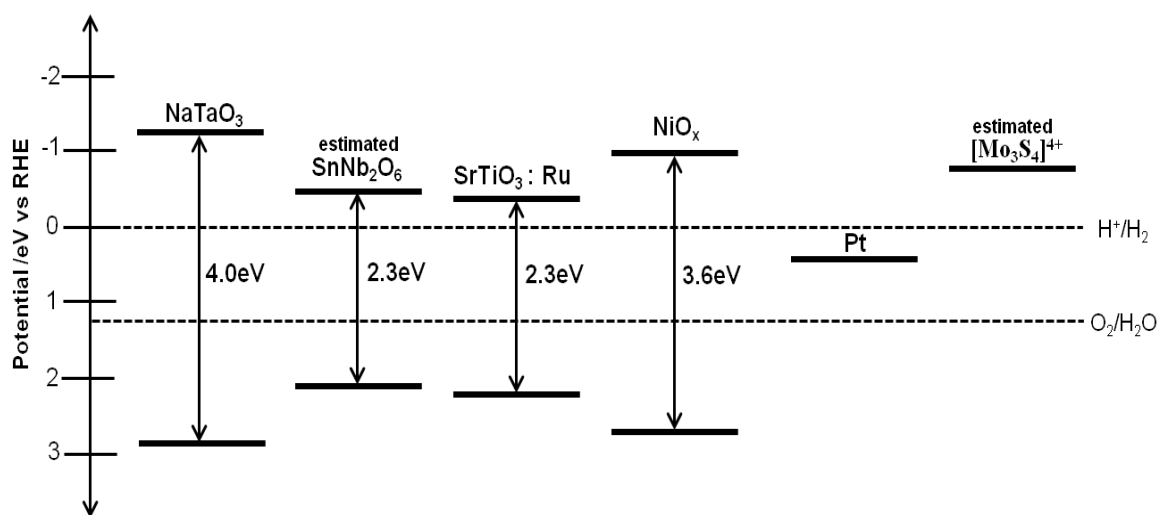 Potential /eV vs RHE
-2
-1
0
1
2
3
NaTaO₃
4.0eV
estimated
SnNb₂O₆
2.3eV
SrTiO₃ : Ru
2.3eV
NiOₓ
3.6eV
Pt
estimated
[Mo₃S₄]⁴⁺
H⁺/H₂
O₂/H₂O